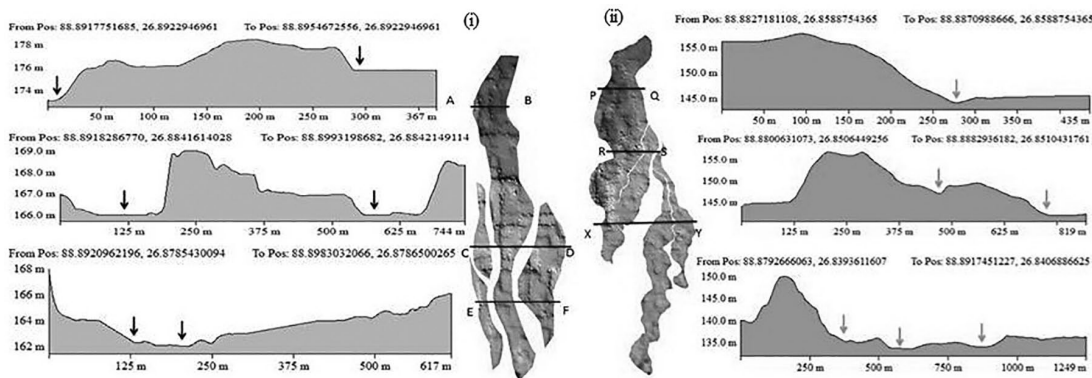 From Pos: 88.8917751685, 26.8922946961 To Pos: 88.8954672556, 26.8922946961
178 m
176 m
174 m
50 m 100 m 150 m 200 m 250 m 300 m 367 m
From Pos: 88.8918286770, 26.8841614028 To Pos: 88.8993198682, 26.8842149114
169.0 m
168.0 m
167.0 m
166.0 m
125 m 250 m 375 m 500 m 625 m 744 m
From Pos: 88.8920962196, 26.8785430094 To Pos: 88.8983032066, 26.8786500265
168 m
166 m
164 m
162 m
125 m 250 m 375 m 500 m 617 m
(i)
A B
C D
E F
(ii)
P Q
R S
X Y
From Pos: 88.8827181108, 26.8588754365 To Pos: 88.8870988666, 26.8588754365
155.0 m
150.0 m
145.0 m
50 m 100 m 150 m 200 m 250 m 300 m 350 m 435 m
From Pos: 88.8800631073, 26.8506449256 To Pos: 88.8882936182, 26.8510431761
155.0 m
150.0 m
145.0 m
125 m 250 m 375 m 500 m 625 m 819 m
From Pos: 88.8792666063, 26.8393611607 To Pos: 88.8917451227, 26.8406886625
150.0 m
145.0 m
140.0 m
135.0 m
250 m 500 m 750 m 1000 m 1249 m